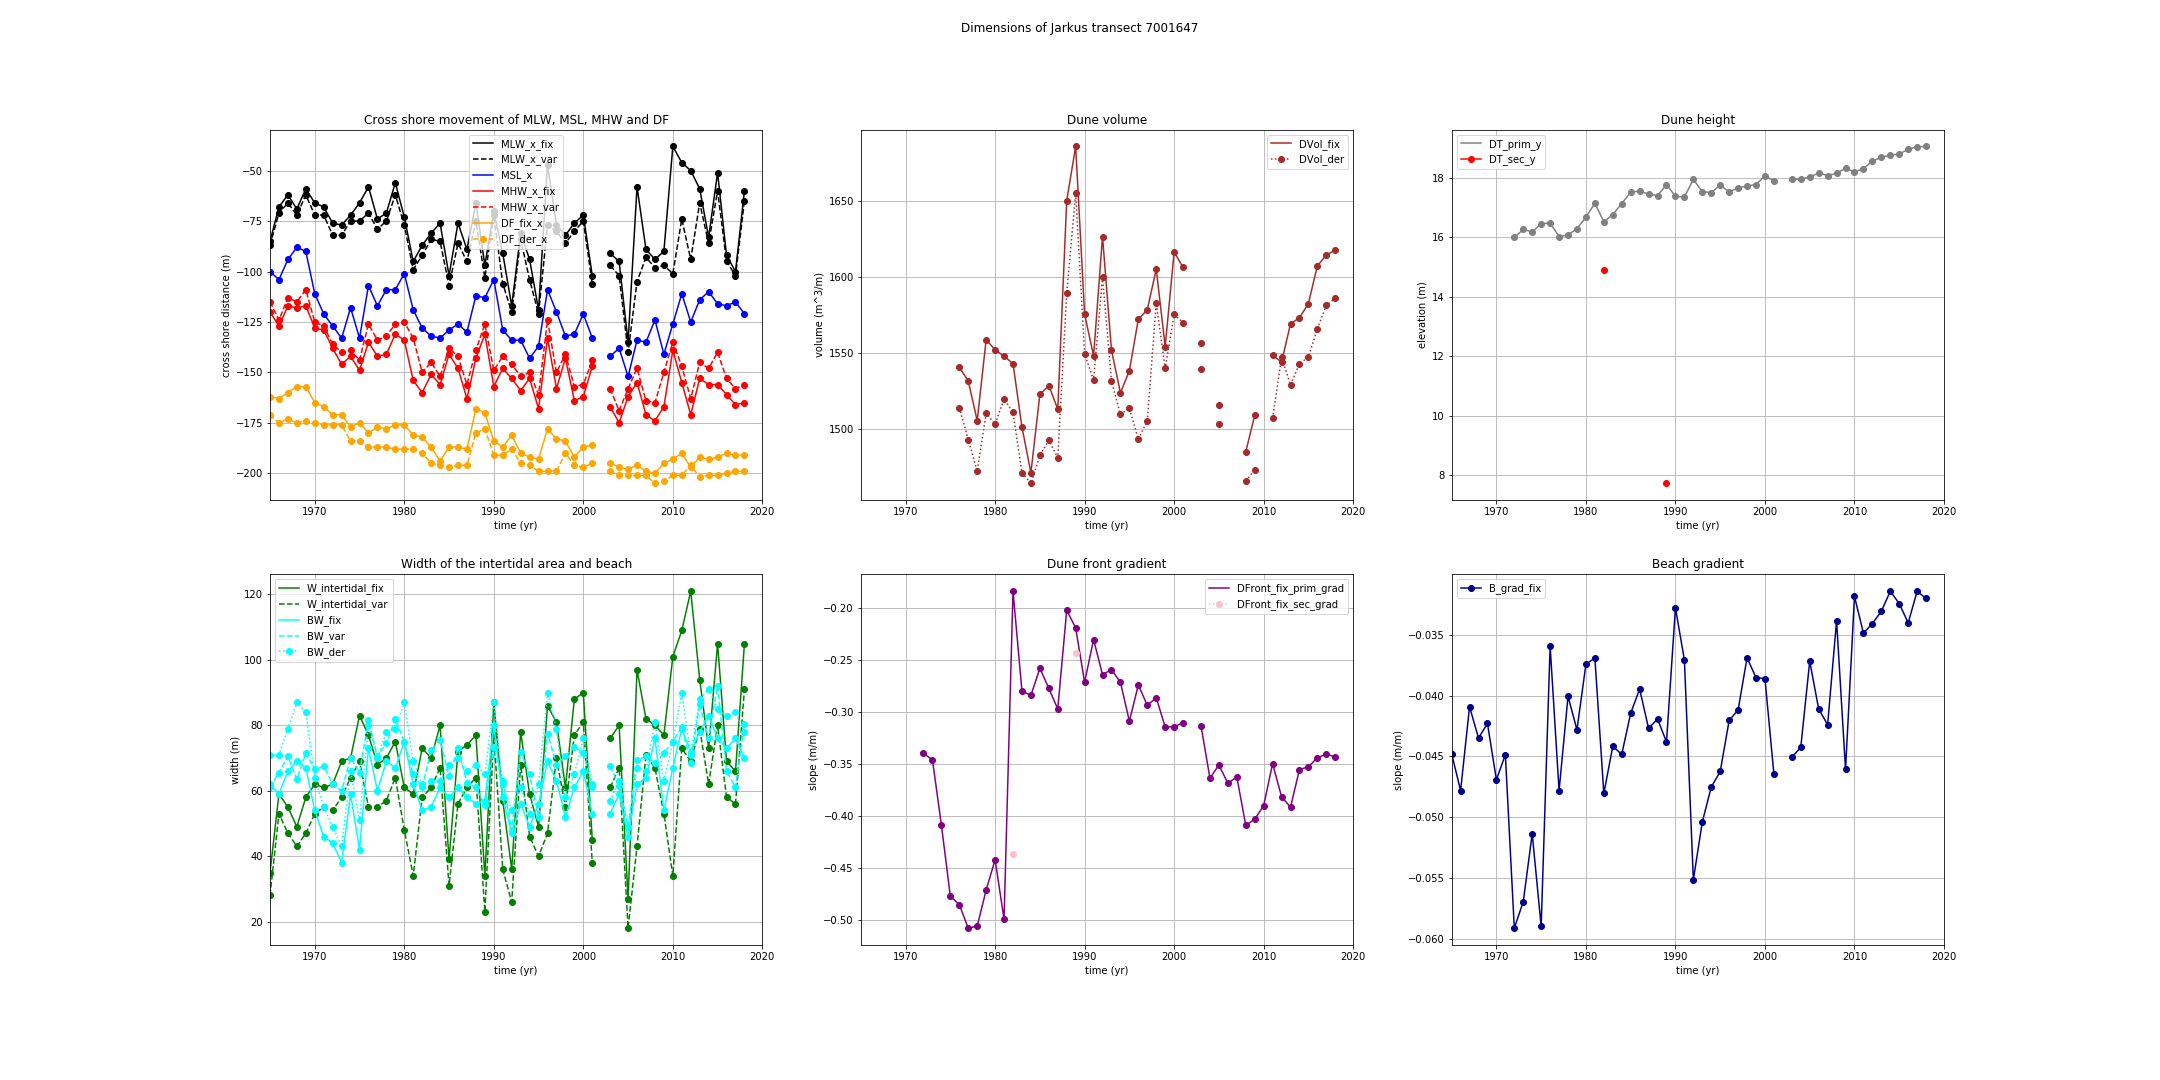 Dimensions of Jarkus transect 7001647
Cross shore movement of MLW, MSL, MHW and DF
cross shore distance (m)
−50
−75
−100
−125
−150
−175
−200
MLW_x_fix
MLW_x_var
MSL_x
MHW_x_fix
MHW_x_var
DF_fix_x
DF_der_x
1970 1980 1990 2000 2010 2020
time (yr)
Dune volume
volume (m^3/m)
1650
1600
1550
1500
DVol_fix
DVol_der
1970 1980 1990 2000 2010 2020
time (yr)
Dune height
elevation (m)
18
16
14
12
10
8
DT_prim_y
DT_sec_y
1970 1980 1990 2000 2010 2020
time (yr)
Width of the intertidal area and beach
width (m)
120
100
80
60
40
20
W_intertidal_fix
W_intertidal_var
BW_fix
BW_var
BW_der
1970 1980 1990 2000 2010 2020
time (yr)
Dune front gradient
slope (m/m)
−0.20
−0.25
−0.30
−0.35
−0.40
−0.45
−0.50
DFront_fix_prim_grad
DFront_fix_sec_grad
1970 1980 1990 2000 2010 2020
time (yr)
Beach gradient
slope (m/m)
−0.035
−0.040
−0.045
−0.050
−0.055
−0.060
B_grad_fix
1970 1980 1990 2000 2010 2020
time (yr)